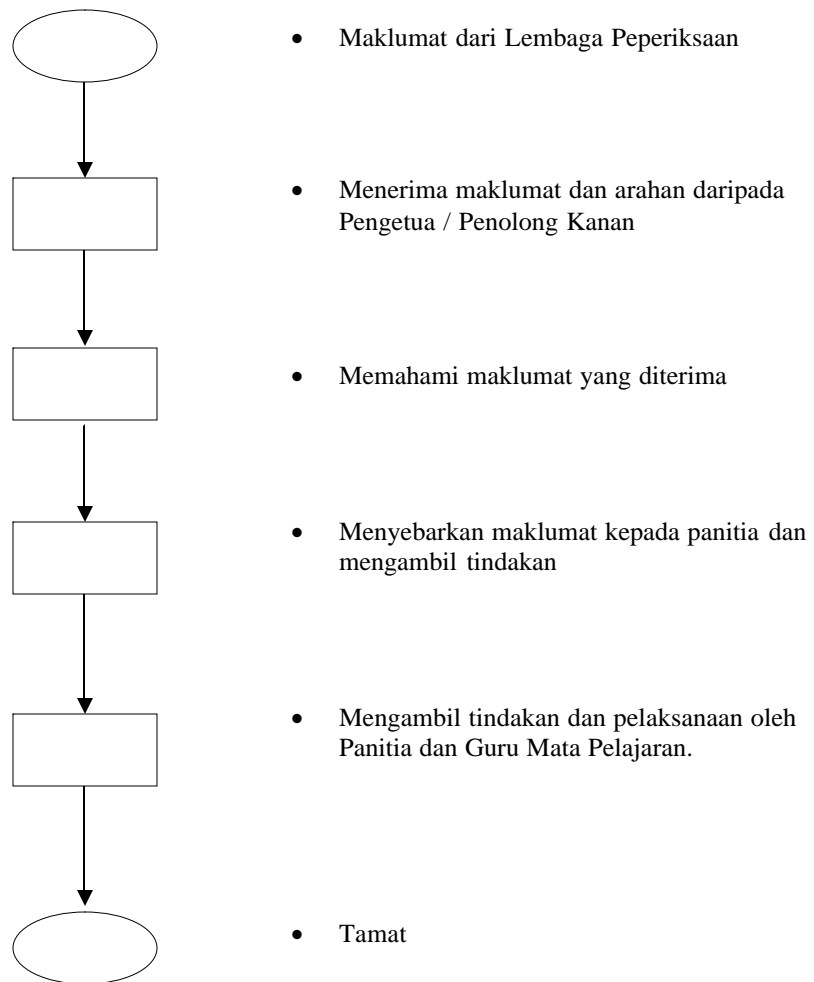 • Maklumat dari Lembaga Peperiksaan
• Menerima maklumat dan arahan daripada
Pengetua / Penolong Kanan
• Memahami maklumat yang diterima
• Menyebarkan maklumat kepada panitia dan
mengambil tindakan
• Mengambil tindakan dan pelaksanaan oleh
Panitia dan Guru Mata Pelajaran.
• Tamat